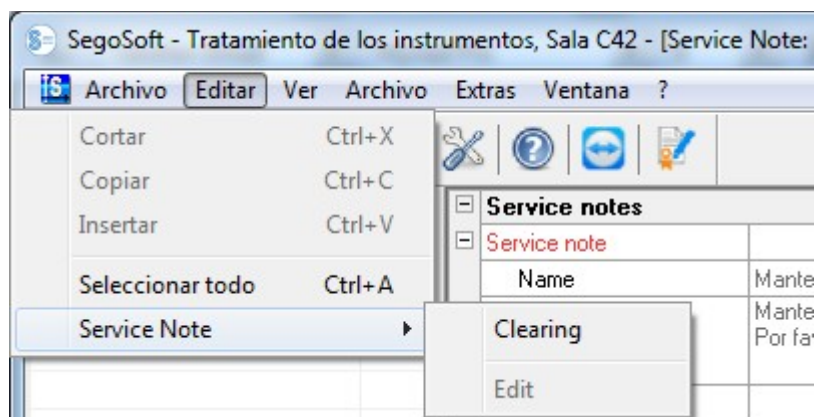 SegoSoft - Tratamiento de los instrumentos, Sala C42 - [Service Note:
Archivo Editar Ver Archivo Extras Ventana ?
Cortar Ctrl+X
Copiar Ctrl+C
Insertar Ctrl+V
Seleccionar todo Ctrl+A
Service Note
Clearing
Edit
Service notes
Service note
Name Mante
Mante
Por fa